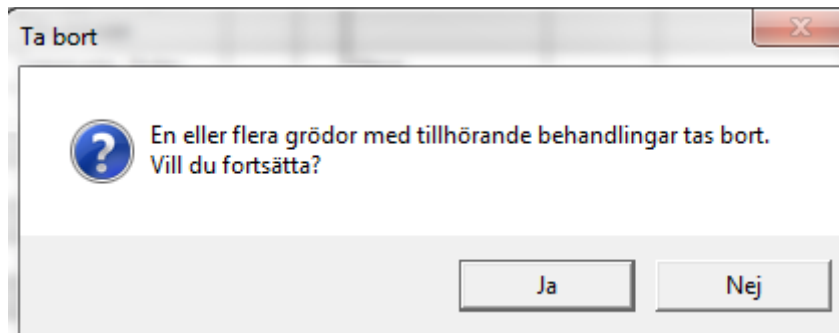 Ta bort
En eller flera grödor med tillhörande behandlingar tas bort.
Vill du fortsätta?
Ja
Nej